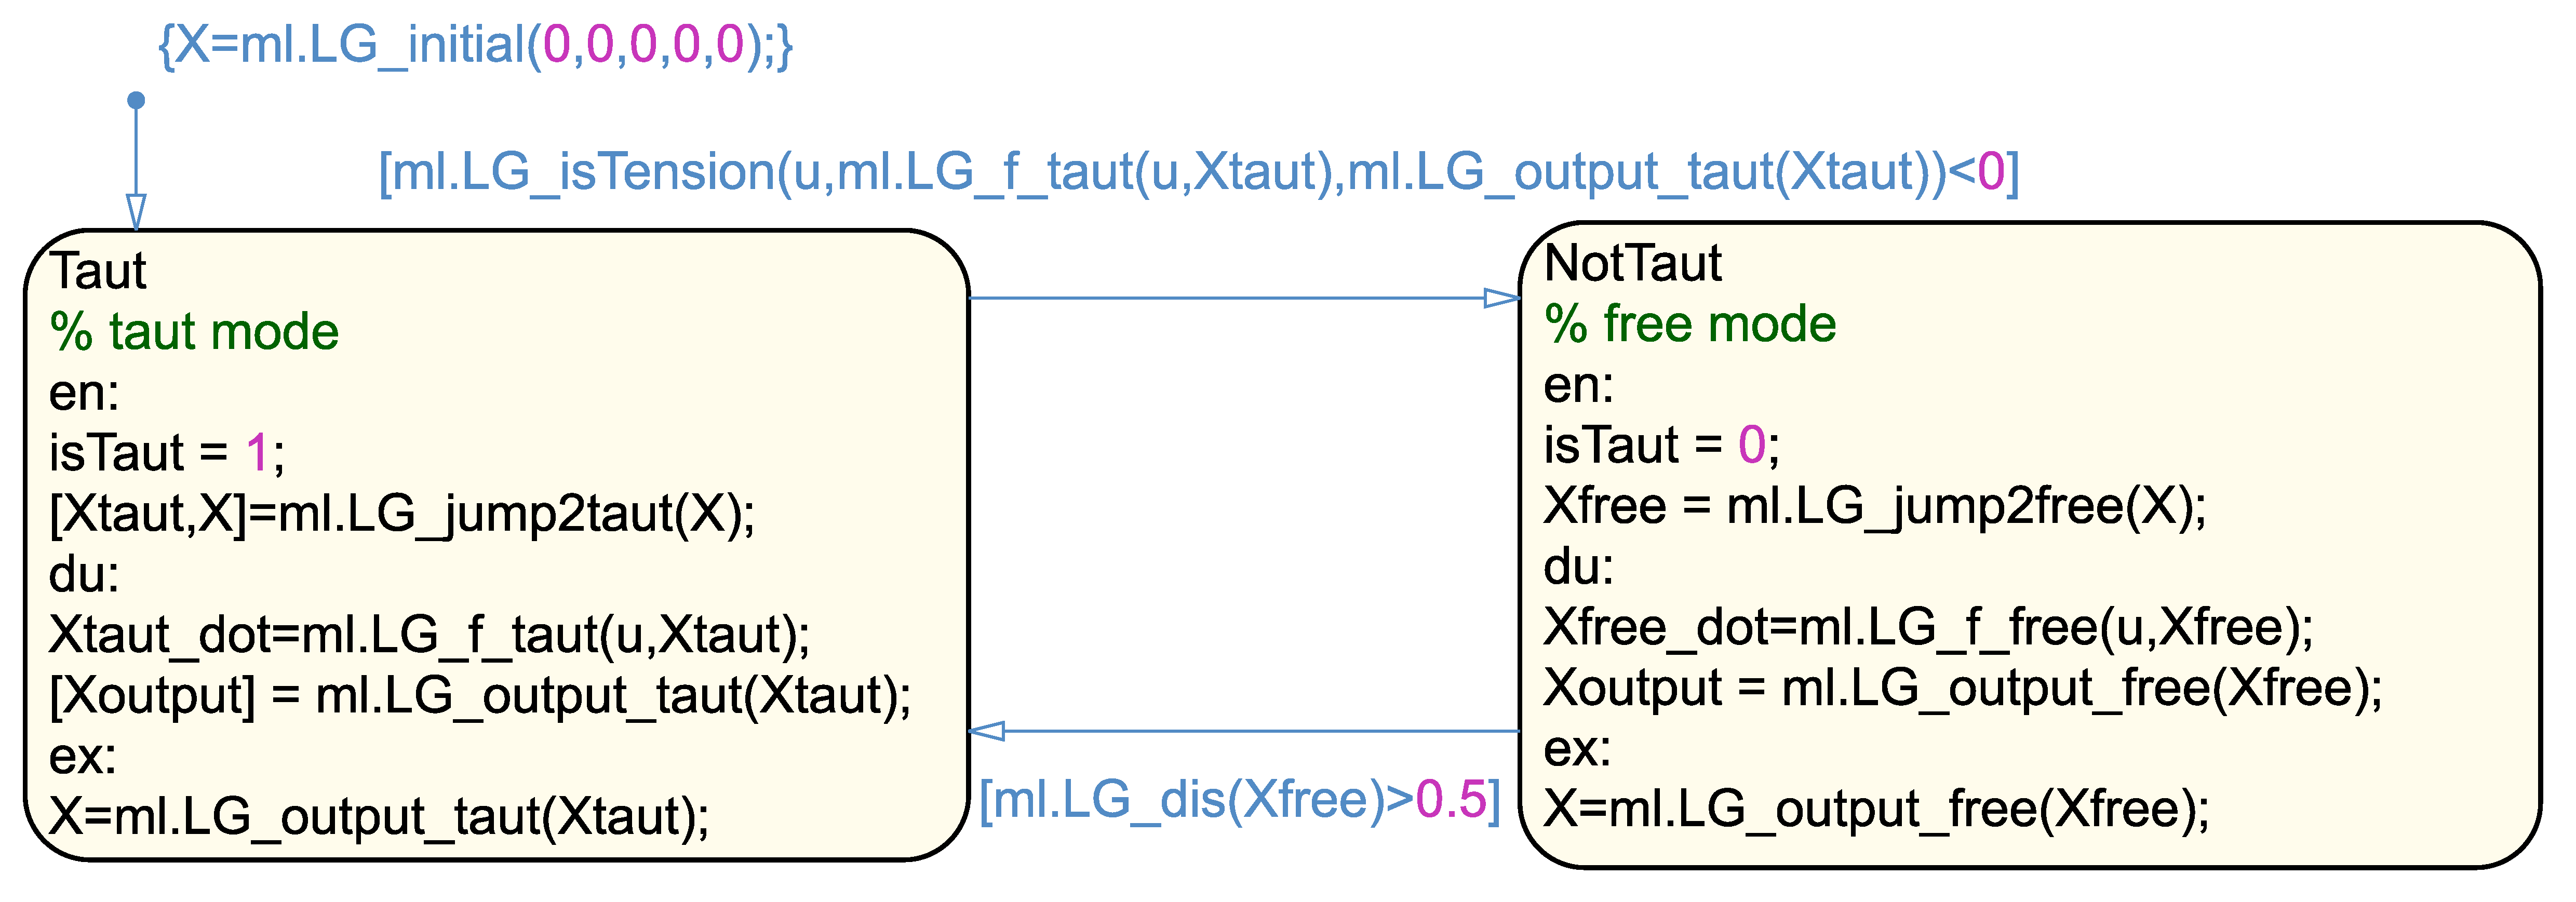 {X=ml.LG_initial(0,0,0,0,0);}
[ml.LG_isTension(u,ml.LG_f_taut(u,Xtaut),ml.LG_output_taut(Xtaut))<0]
Taut
% taut mode
en:
isTaut = 1;
[Xtaut,X]=ml.LG_jump2taut(X);
du:
Xtaut_dot=ml.LG_f_taut(u,Xtaut);
[Xoutput] = ml.LG_output_taut(Xtaut);
ex:
X=ml.LG_output_taut(Xtaut);
[ml.LG_dis(Xfree)>0.5]
NotTaut
% free mode
en:
isTaut = 0;
Xfree = ml.LG_jump2free(X);
du:
Xfree_dot=ml.LG_f_free(u,Xfree);
Xoutput = ml.LG_output_free(Xfree);
ex:
X=ml.LG_output_free(Xfree);